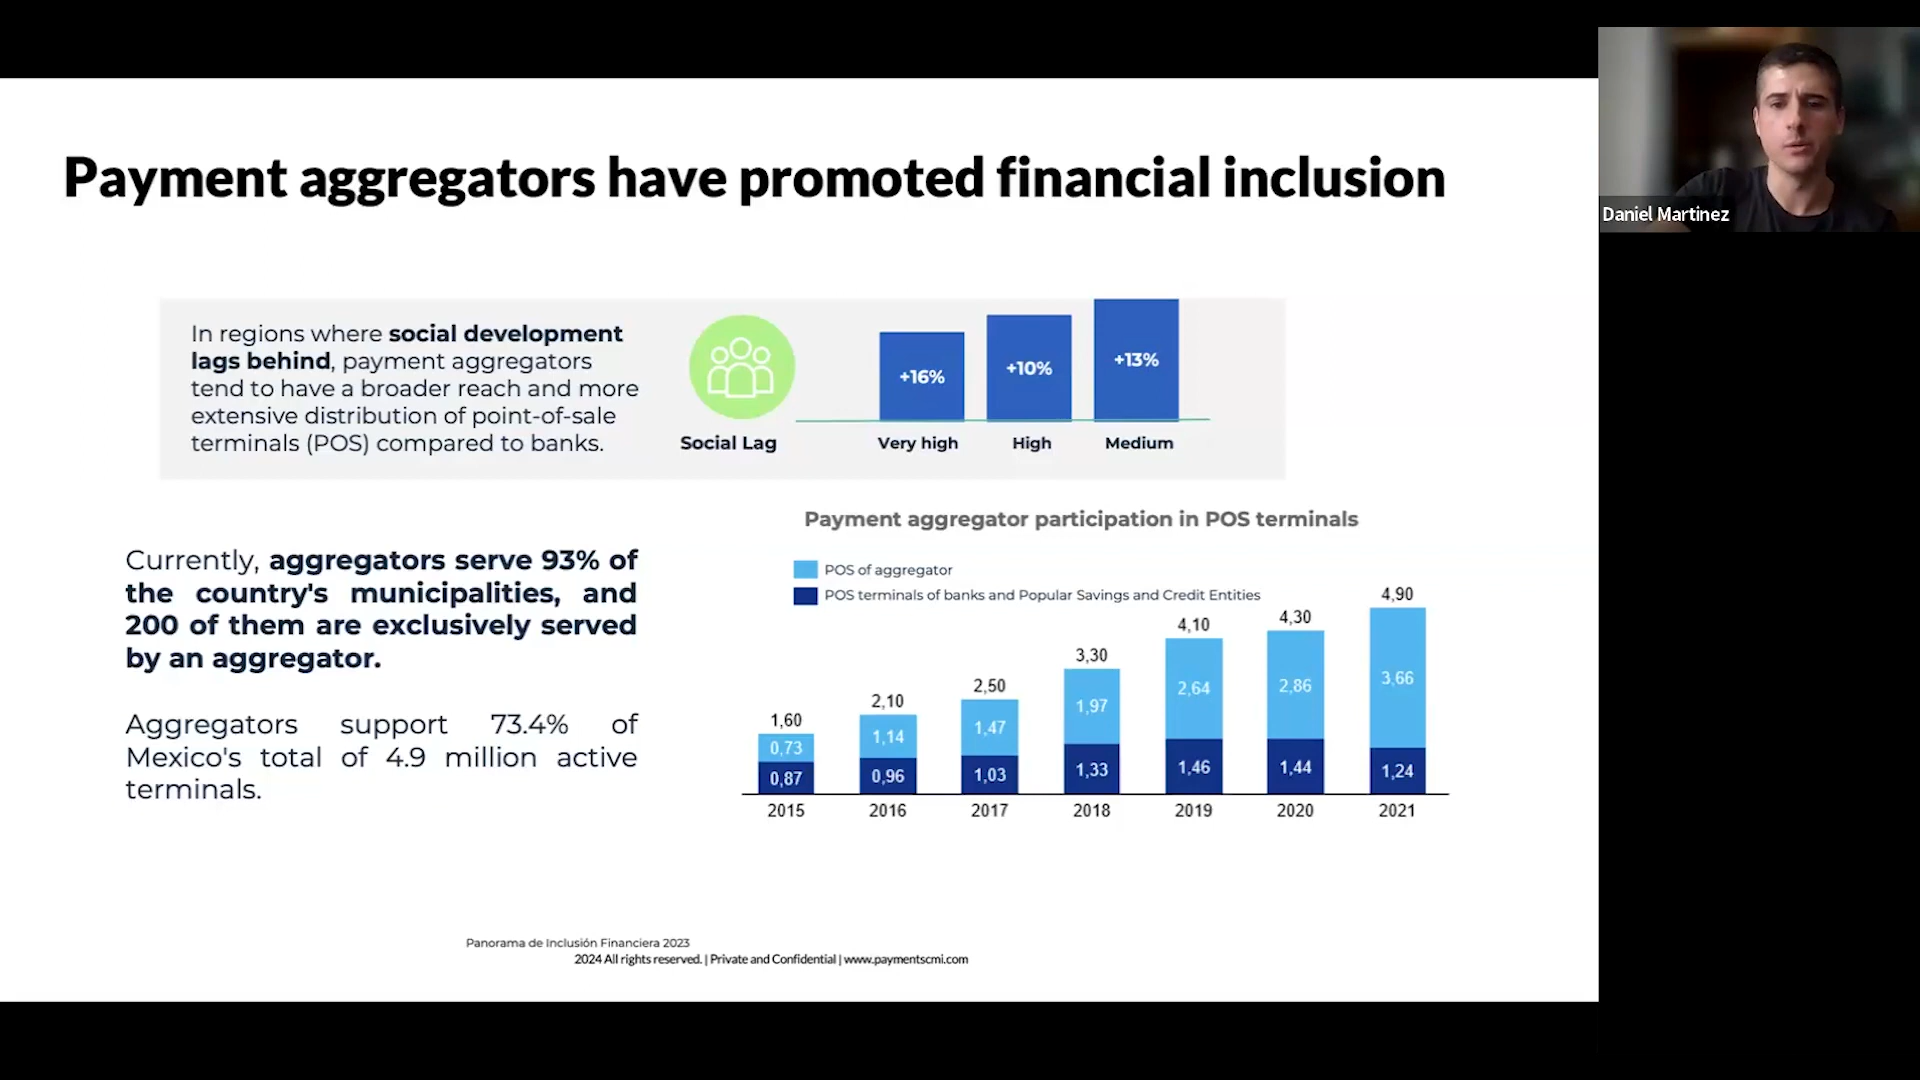 Payment aggregators have promoted financial inclusion
Daniel Martinez
In regions where social development
lags behind, payment aggregators
tend to have a broader reach and more
extensive distribution of point-of-sale
terminals (POS) compared to banks.
Social Lag
+16%
+10%
+13%
Very high
High
Medium
Currently, aggregators serve 93% of
the country's municipalities, and
200 of them are exclusively served
by an aggregator.
Aggregators support 73.4% of
Mexico's total of 4.9 million active
terminals.
Payment aggregator participation in POS terminals
POS of aggregator
POS terminals of banks and Popular Savings and Credit Entities
1,60
2,10
2,50
3,30
4,10
4,30
4,90
0,73
1,14
1,47
1,97
2,64
2,86
3,66
0,87
0,96
1,03
1,33
1,46
1,44
1,24
2015
2016
2017
2018
2019
2020
2021
Panorama de Inclusión Financiera 2023
2024 All rights reserved. | Private and Confidential | www.paymentscmi.com